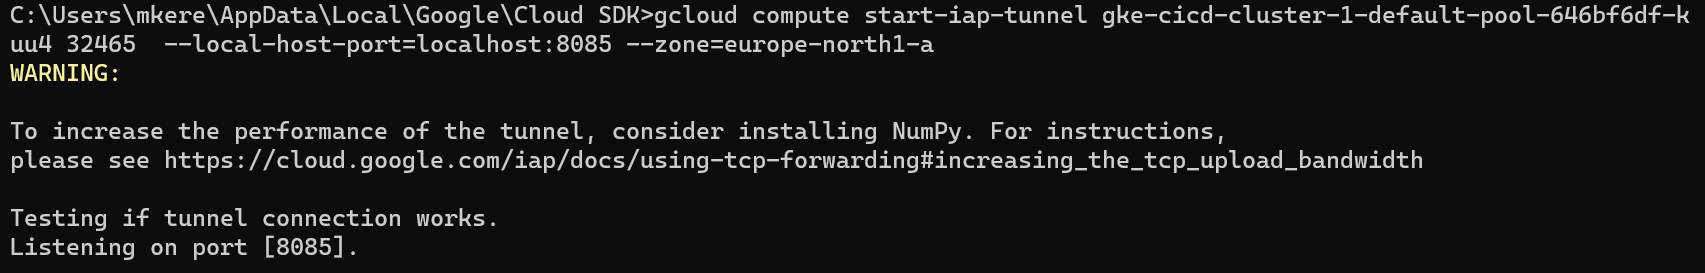 C:\Users\mkere\AppData\Local\Google\Cloud SDK>gcloud compute start-iap-tunnel gke-cicd-cluster-1-default-pool-646bf6df-k
uu4 32465  --local-host-port=localhost:8085 --zone=europe-north1-a
WARNING:
To increase the performance of the tunnel, consider installing NumPy. For instructions,
please see https://cloud.google.com/iap/docs/using-tcp-forwarding#increasing_the_tcp_upload_bandwidth
Testing if tunnel connection works.
Listening on port [8085].